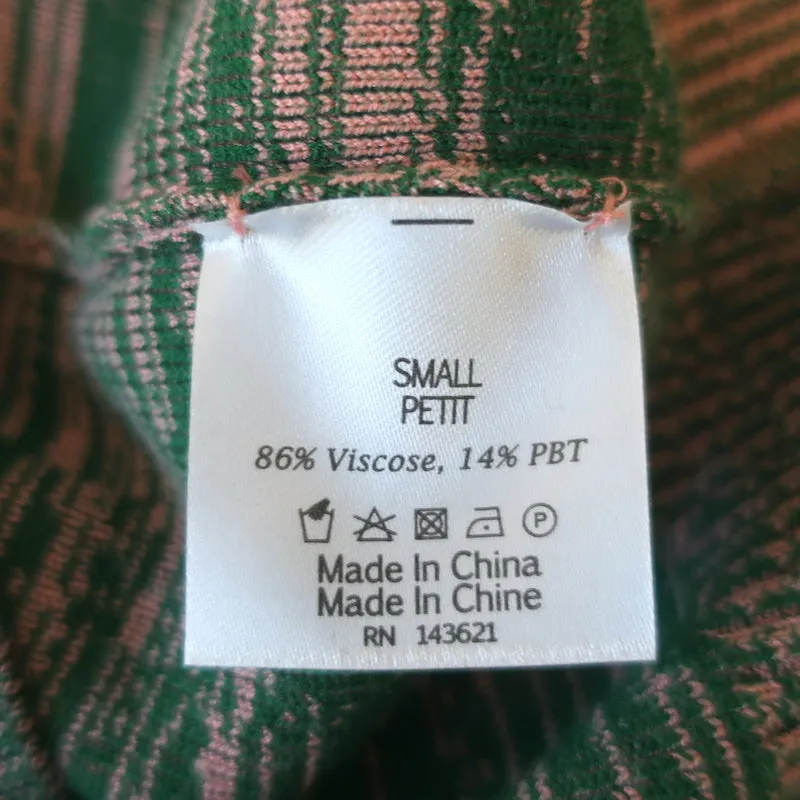 SMALL
PETIT
86% Viscose, 14% PBT
P
Made In China
Made In Chine
RN 143621